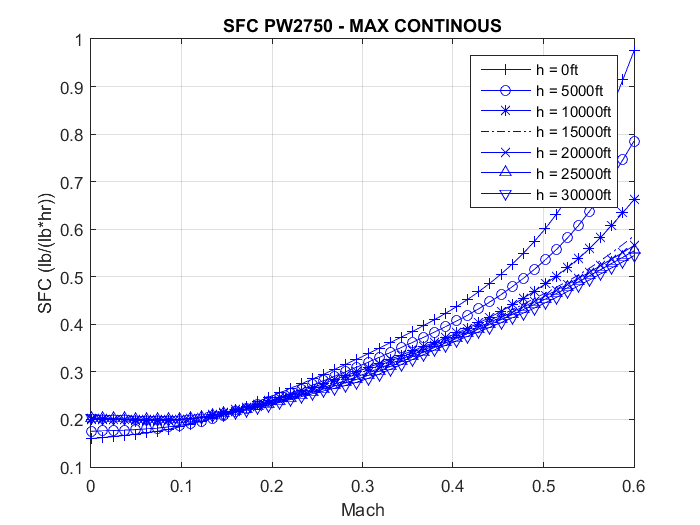 SFC PW2750 - MAX CONTINOUS
SFC (lb/(lb*hr))
1
0.9
0.8
0.7
0.6
0.5
0.4
0.3
0.2
0.1
h = 0ft
h = 5000ft
h = 10000ft
h = 15000ft
h = 20000ft
h = 25000ft
h = 30000ft
0 0.1 0.2 0.3 0.4 0.5 0.6
Mach